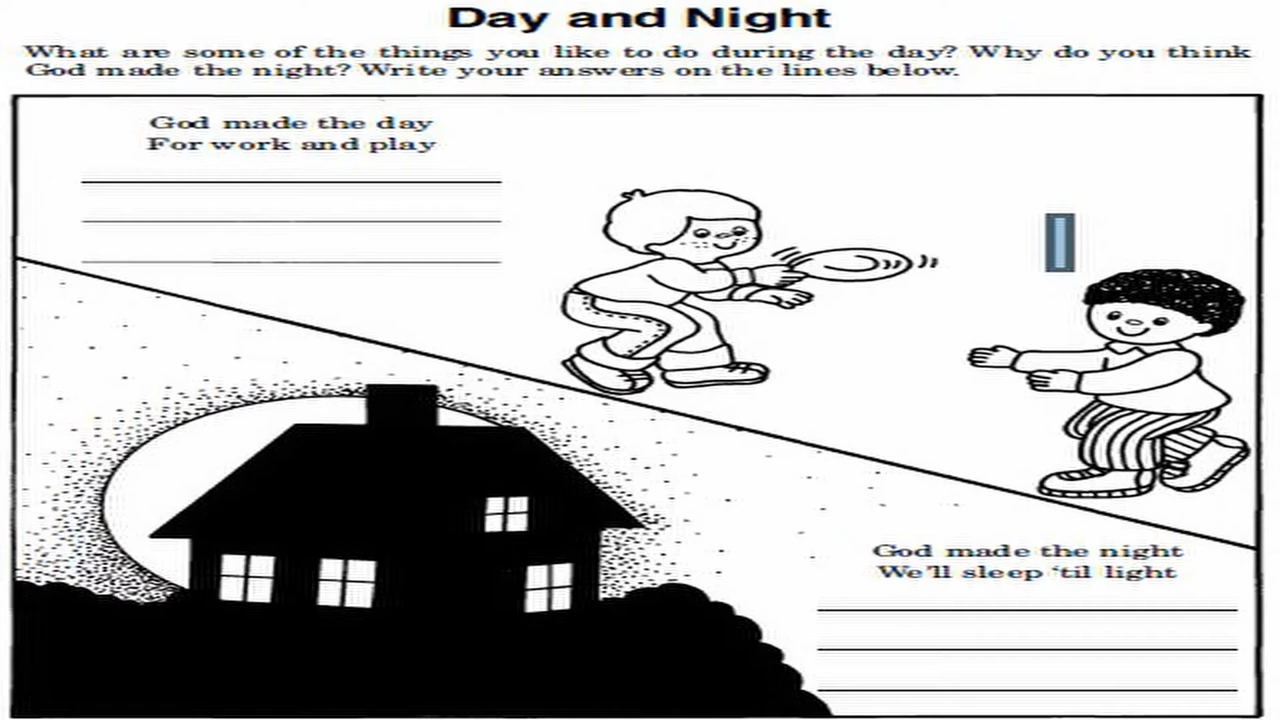 Day and Night
What are some of the things you like to do during the day? Why do you think
God made the night? Write your answers on the lines below.
God made the day
For work and play
God made the night
We'll sleep 'til light